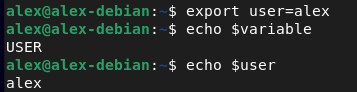 alex@alex-debian:~$ export user=alex
alex@alex-debian:~$ echo $variable
USER
alex@alex-debian:~$ echo $user
alex